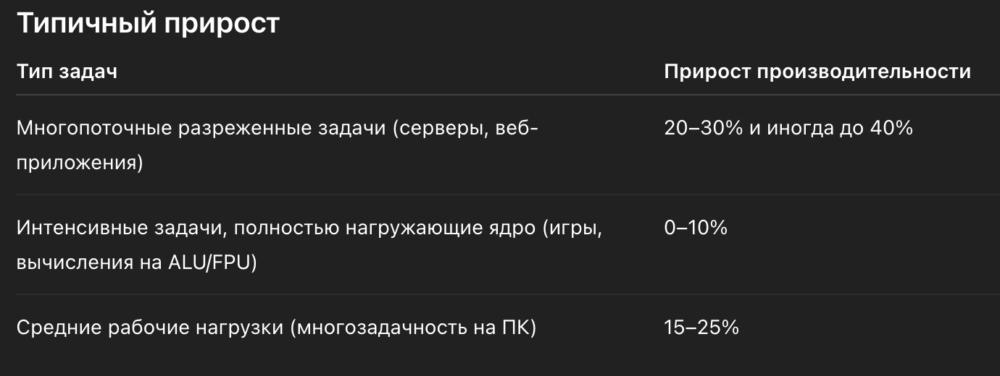 Типичный прирост
Тип задач
Прирост производительности
Многопоточные разреженные задачи (серверы, веб-
приложения)
20–30% и иногда до 40%
Интенсивные задачи, полностью нагружающие ядро (игры,
вычисления на ALU/FPU)
0–10%
Средние рабочие нагрузки (многозадачность на ПК)
15–25%